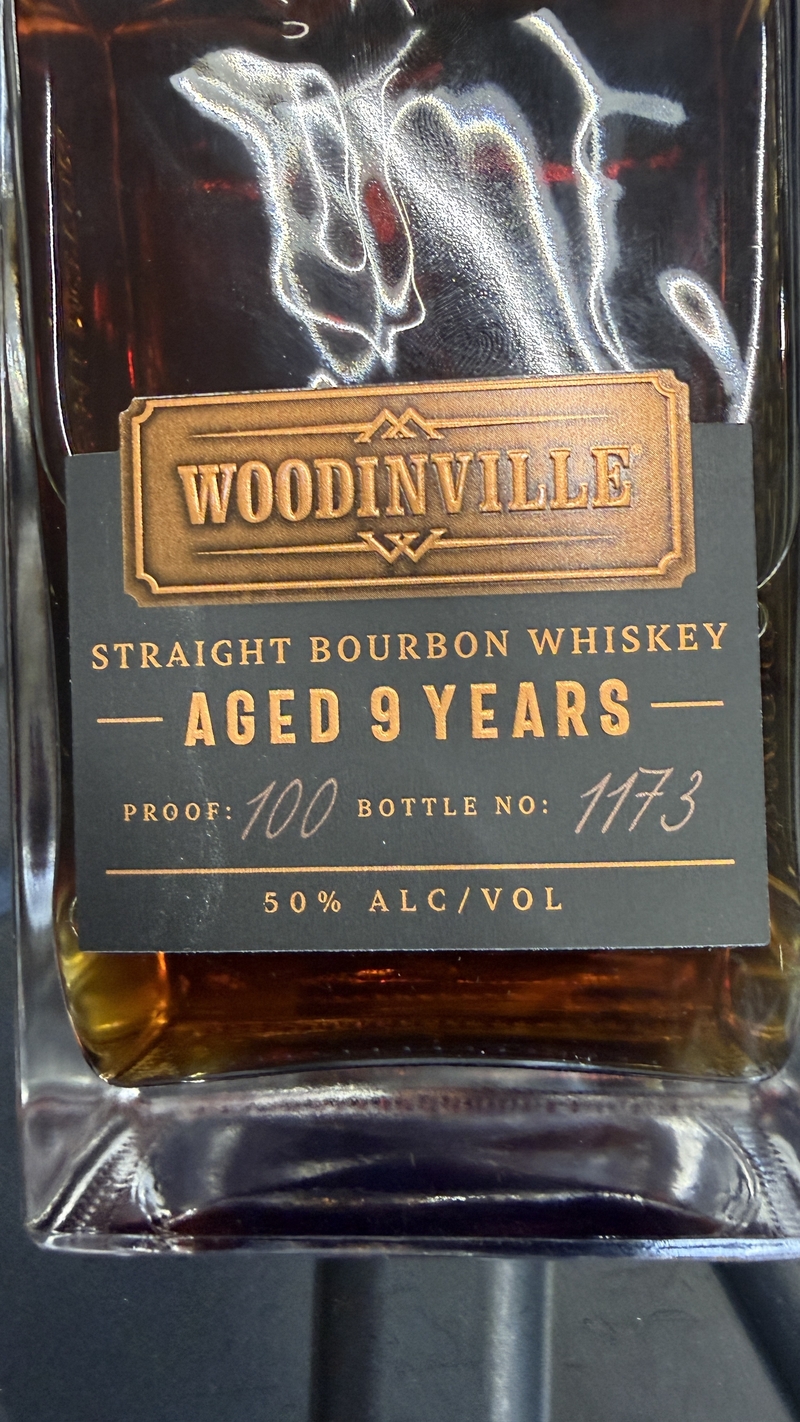 WOODINVILLE
STRAIGHT BOURBON WHISKEY
AGED 9 YEARS
PROOF: 100 BOTTLE NO: 1173
50% ALC/VOL